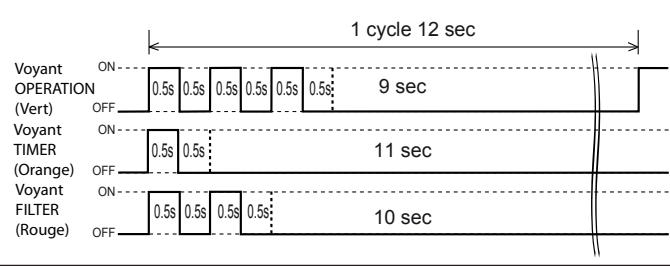 1 cycle 12 sec
Voyant
OPERATION
(Vert)
ON
OFF
0.5s 0.5s 0.5s 0.5s 0.5s 0.5s 9 sec
Voyant
TIMER
(Orange)
ON
OFF
0.5s 0.5s 11 sec
Voyant
FILTER
(Rouge)
ON
OFF
0.5s 0.5s 0.5s 0.5s 10 sec